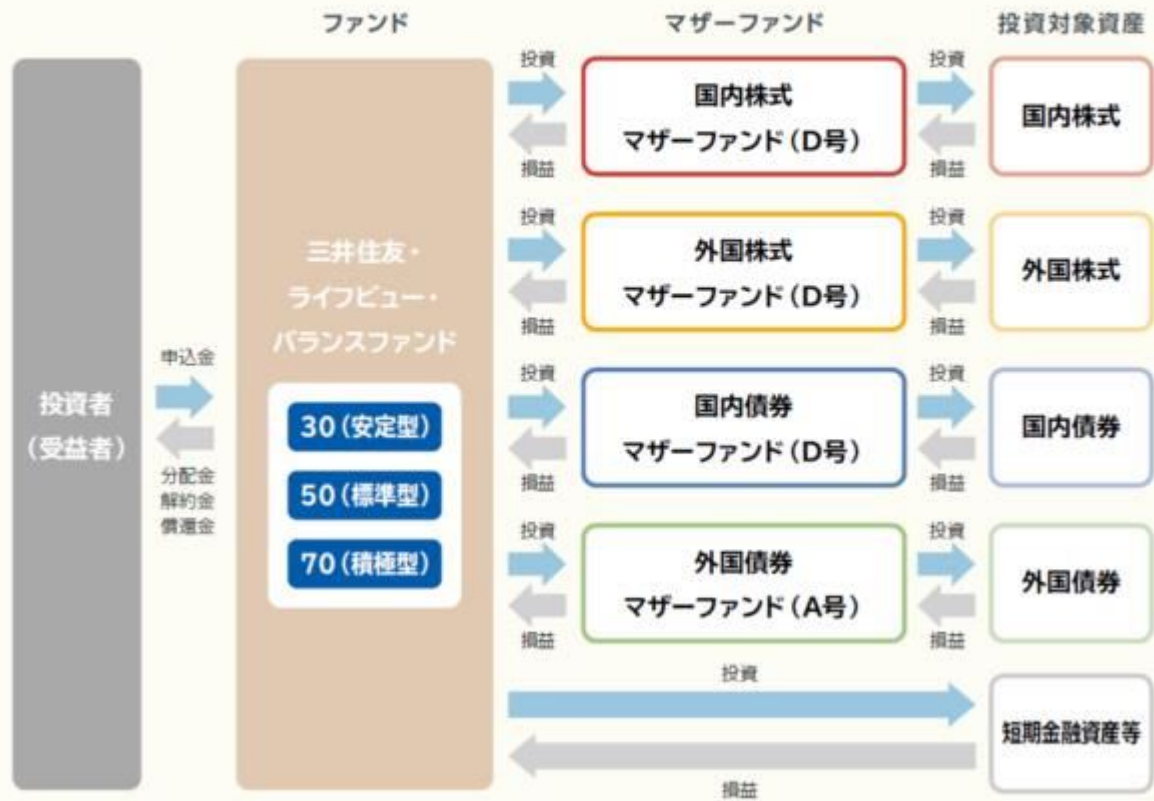 ファンド
マザーファンド
投資対象資産
投資者
(受益者)
申込金
分配金
解約金
償還金
三井住友・
ライフビュー・
バランスファンド
30(安定型)
50(標準型)
70(積極型)
投資
損益
国内株式
マザーファンド(D号)
投資
損益
国内株式
投資
損益
外国株式
マザーファンド(D号)
投資
損益
外国株式
投資
損益
国内債券
マザーファンド(D号)
投資
損益
国内債券
投資
損益
外国債券
マザーファンド(A号)
投資
損益
外国債券
投資
損益
短期金融資産等